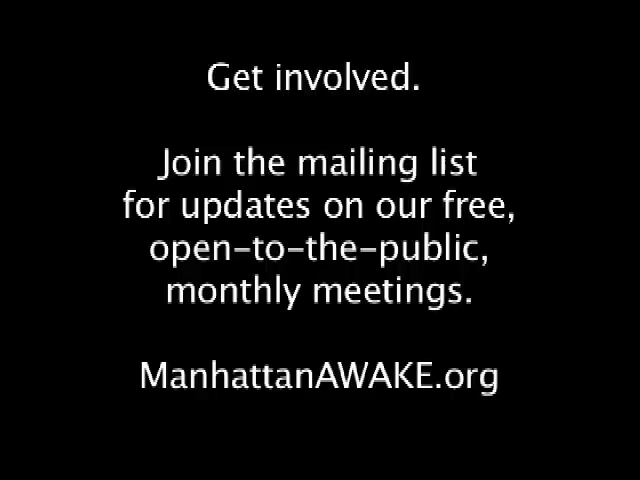 Get involved.
Join the mailing list
for updates on our free,
open-to-the-public,
monthly meetings.
ManhattanAWAKE.org